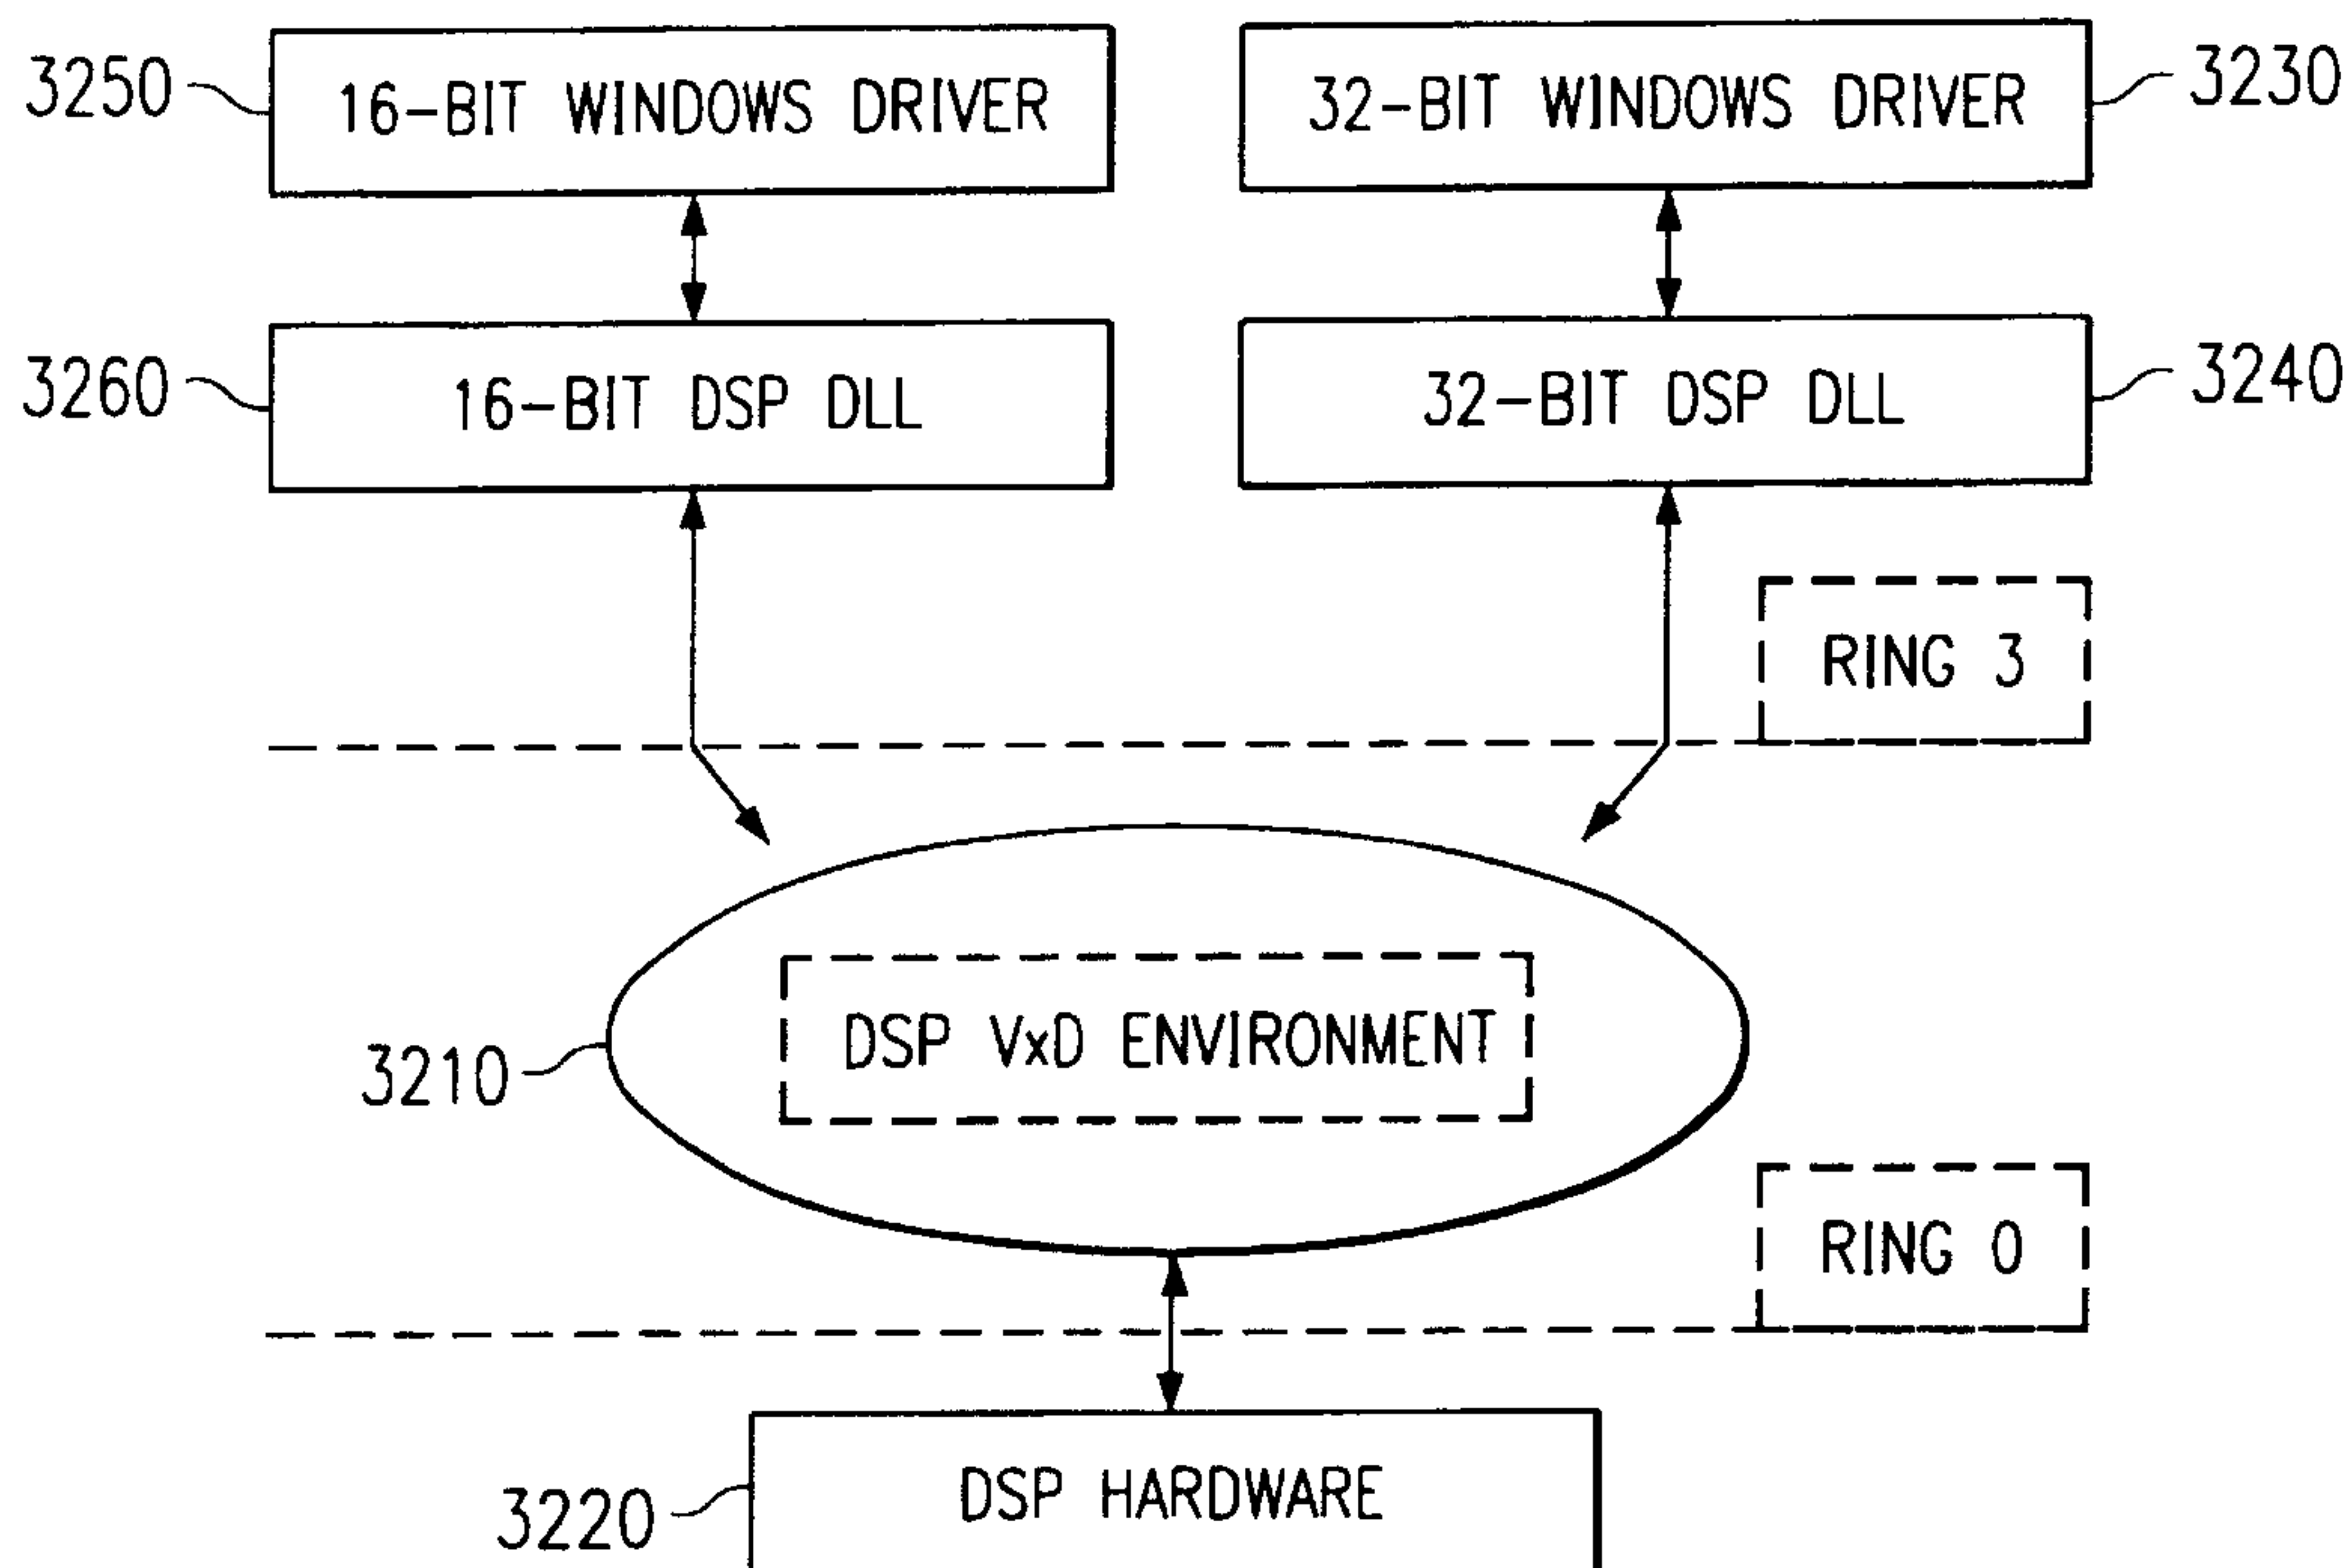 3250
16-BIT WINDOWS DRIVER
32-BIT WINDOWS DRIVER
3230
3260
16-BIT DSP DLL
32-BIT DSP DLL
3240
RING 3
DSP VxD ENVIRONMENT
3210
RING 0
DSP HARDWARE
3220